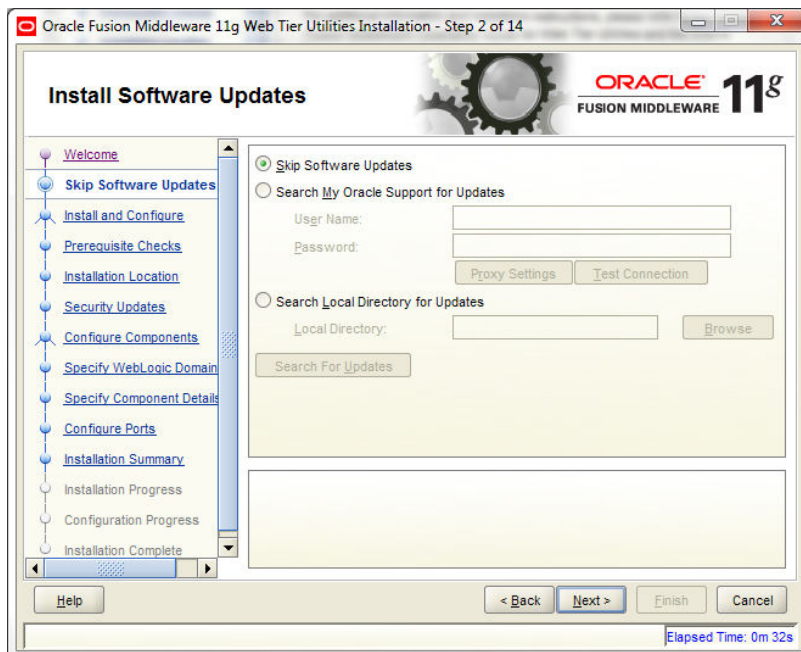 Oracle Fusion Middleware 11g Web Tier Utilities Installation - Step 2 of 14
Install Software Updates
ORACLE
FUSION MIDDLEWARE
11g
Welcome
Skip Software Updates
Install and Configure
Prerequisite Checks
Installation Location
Security Updates
Configure Components
Specify WebLogic Domain
Specify Component Details
Configure Ports
Installation Summary
Installation Progress
Configuration Progress
Installation Complete
Skip Software Updates
Search My Oracle Support for Updates
User Name:
Password:
Proxy Settings Test Connection
Search Local Directory for Updates
Local Directory: Browse
Search For Updates
Help < Back Next > Finish Cancel
Elapsed Time: 0m 32s